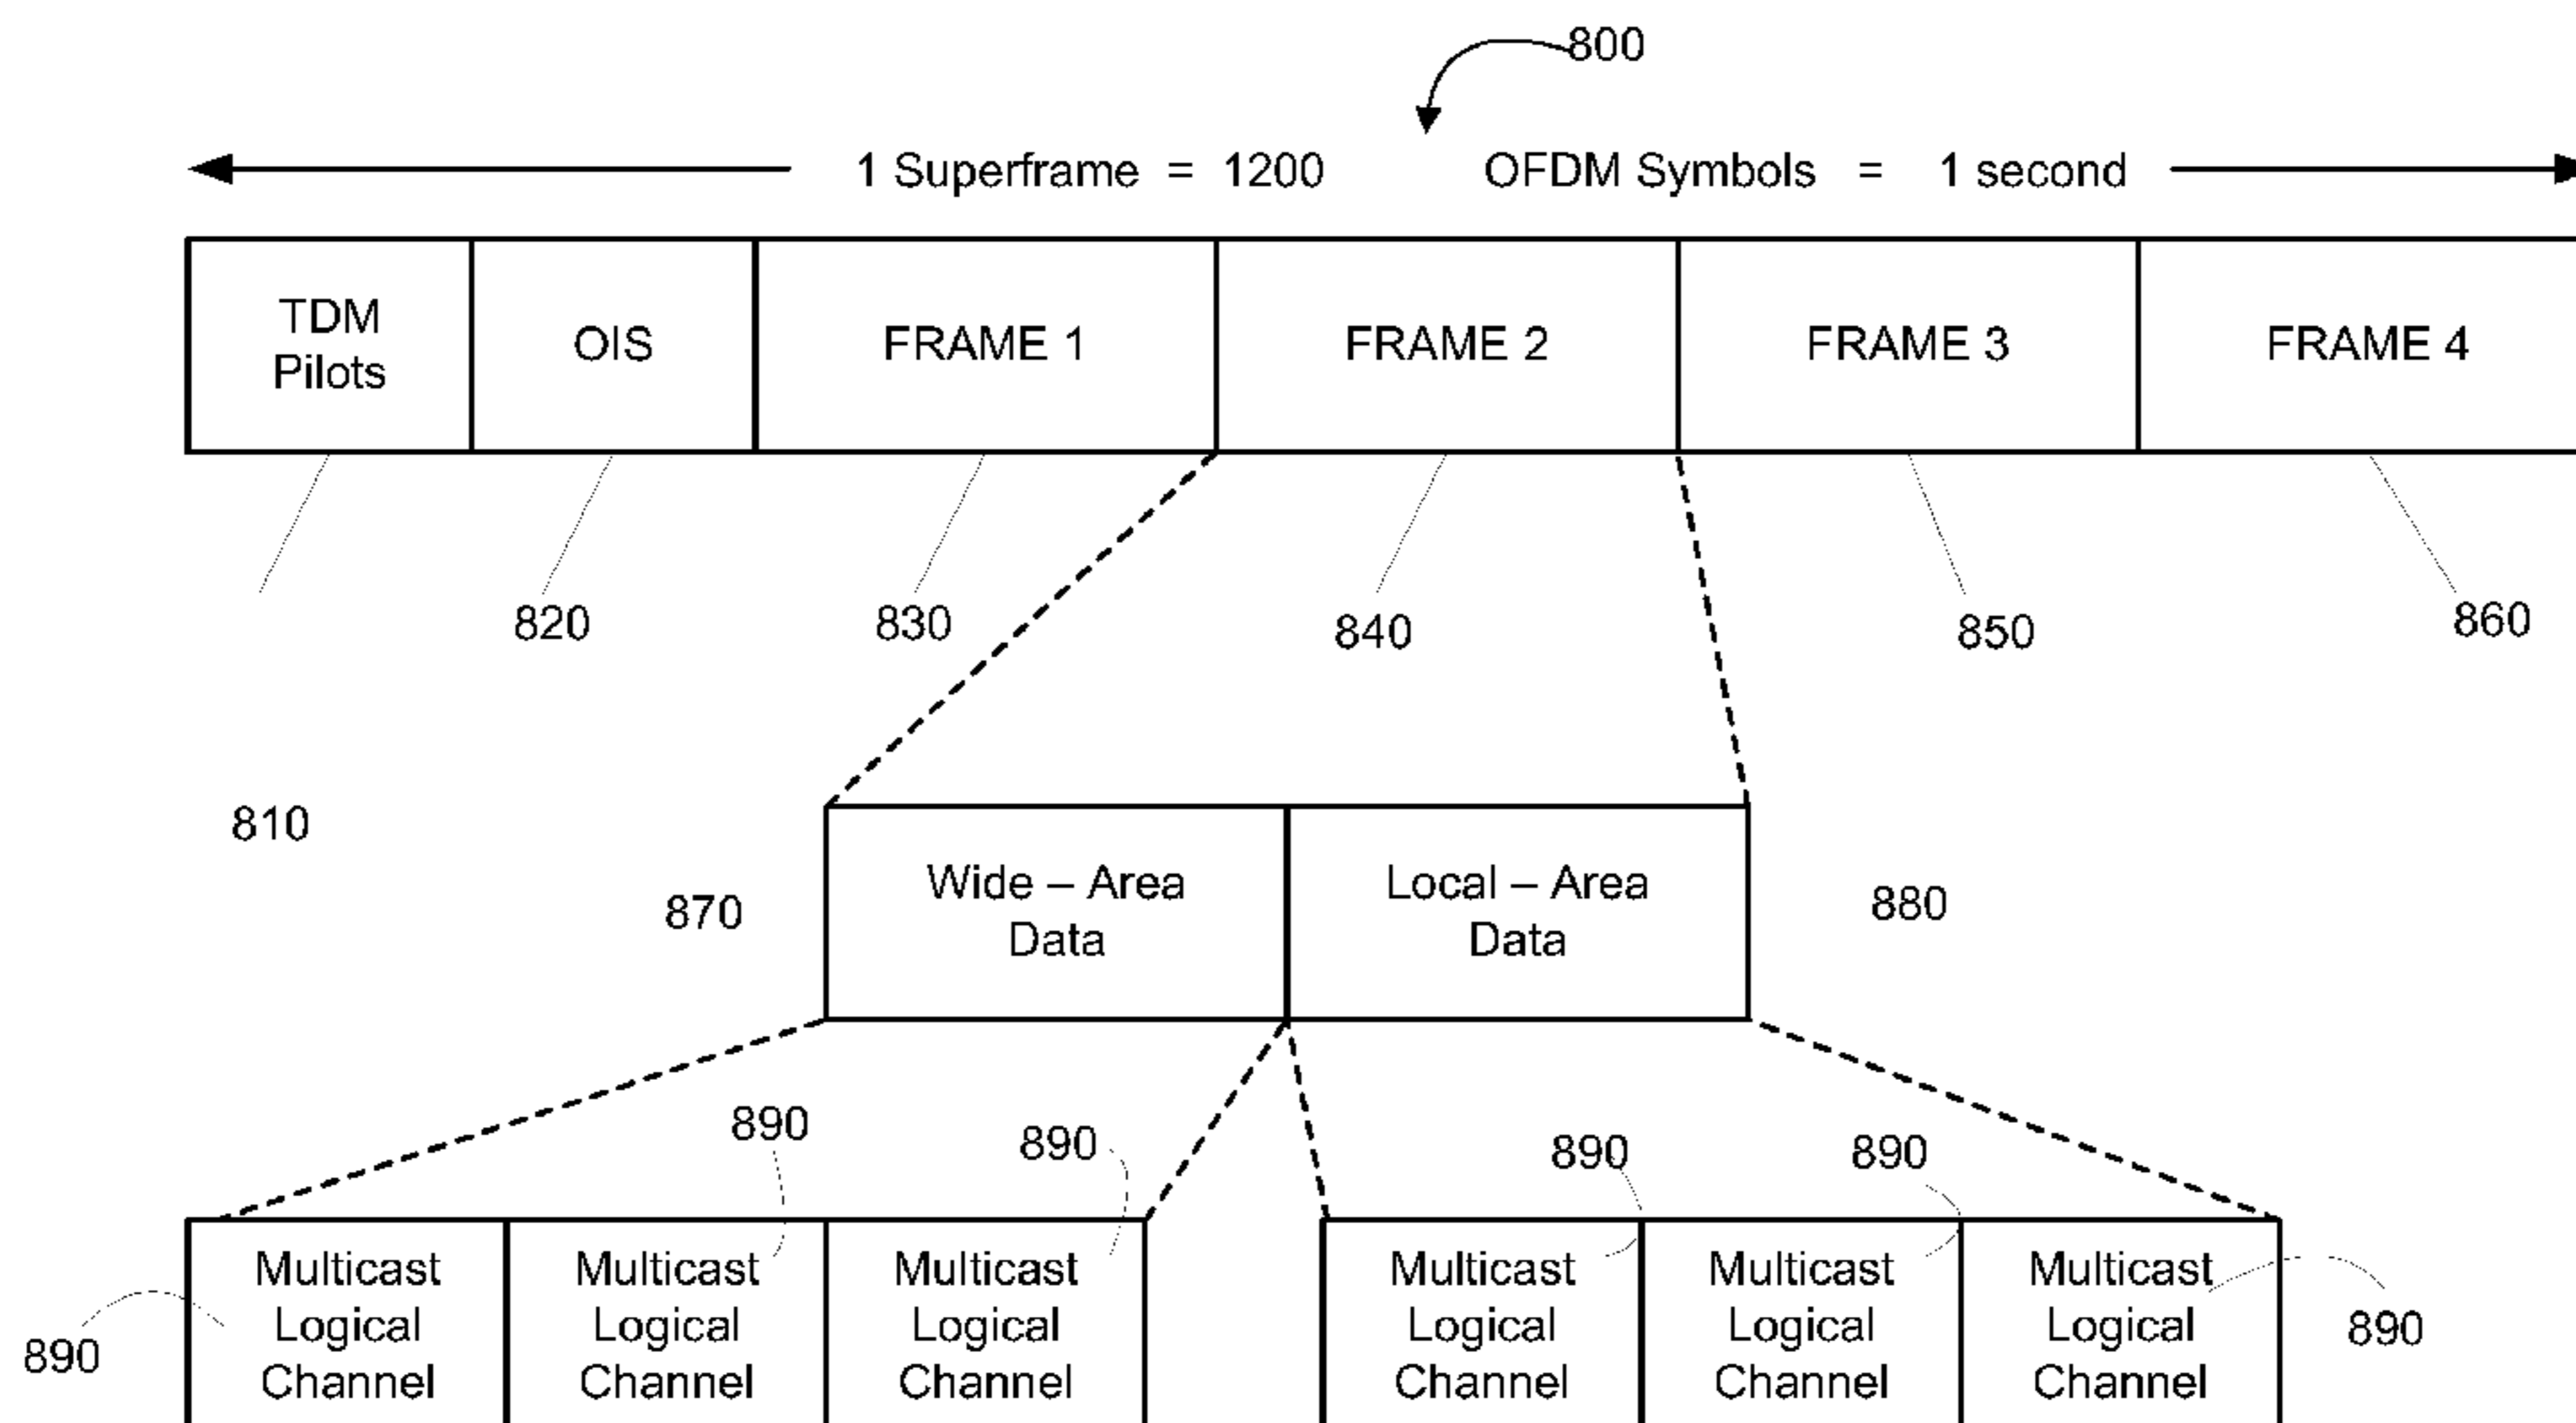 800
1 Superframe = 1200 OFDM Symbols = 1 second
TDM
Pilots
OIS
FRAME 1
FRAME 2
FRAME 3
FRAME 4
820
830
840
850
860
810
870
Wide – Area
Data
Local – Area
Data
880
890
890
890
890
Multicast
Logical
Channel
Multicast
Logical
Channel
Multicast
Logical
Channel
Multicast
Logical
Channel
Multicast
Logical
Channel
Multicast
Logical
Channel
890
890